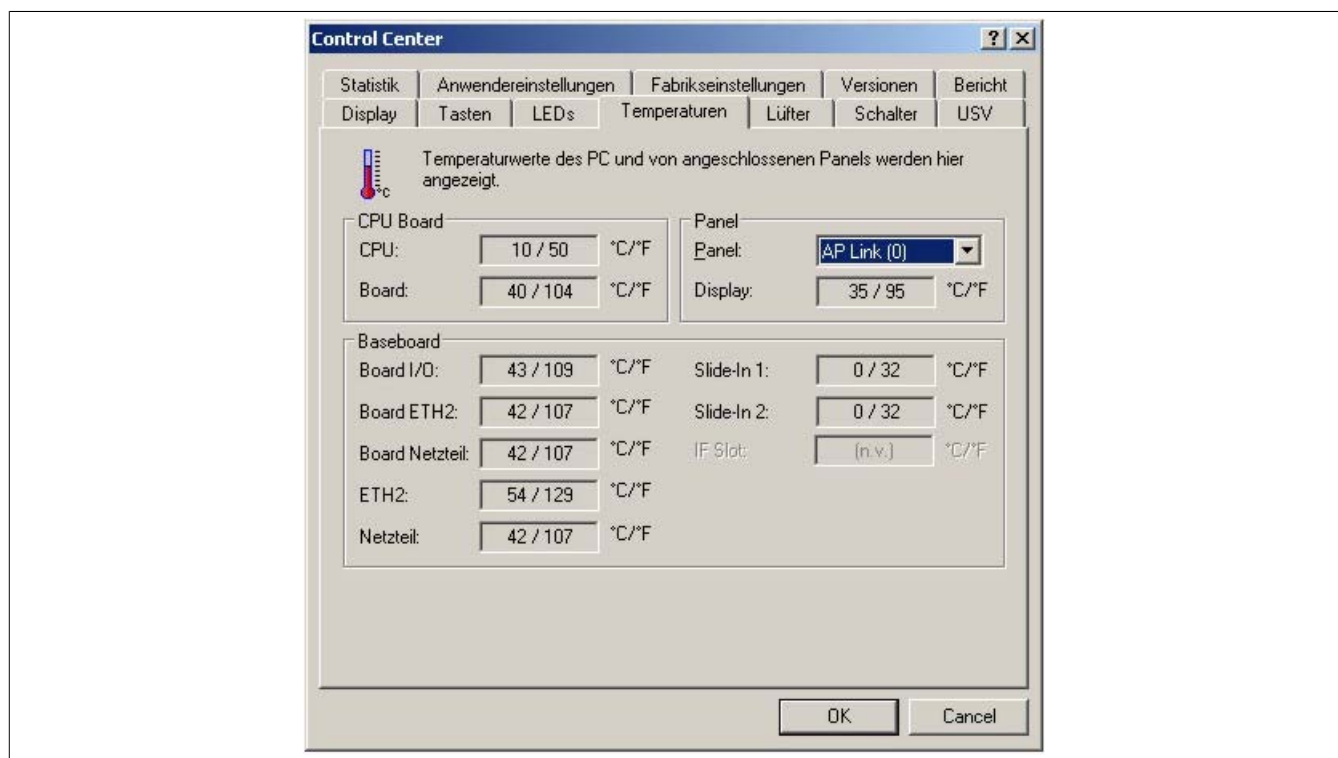 Control Center
Statistik Anwendereinstellungen Fabrikseinstellungen Versionen Bericht
Display Tasten LEDs Temperaturen Lüfter Schalter USV
Temperaturwerte des PC und von angeschlossenen Panels werden hier
angezeigt.
°C
CPU Board
CPU: 10 / 50 °C/°F
Board: 40 / 104 °C/°F
Panel
Panel: AP Link (0)
Display: 35 / 95 °C/°F
Baseboard
Board I/O: 43 / 109 °C/°F Slide-In 1: 0 / 32 °C/°F
Board ETH2: 42 / 107 °C/°F Slide-In 2: 0 / 32 °C/°F
Board Netzteil: 42 / 107 °C/°F IF Slot: (n.v.) °C/°F
ETH2: 54 / 129 °C/°F
Netzteil: 42 / 107 °C/°F
OK Cancel